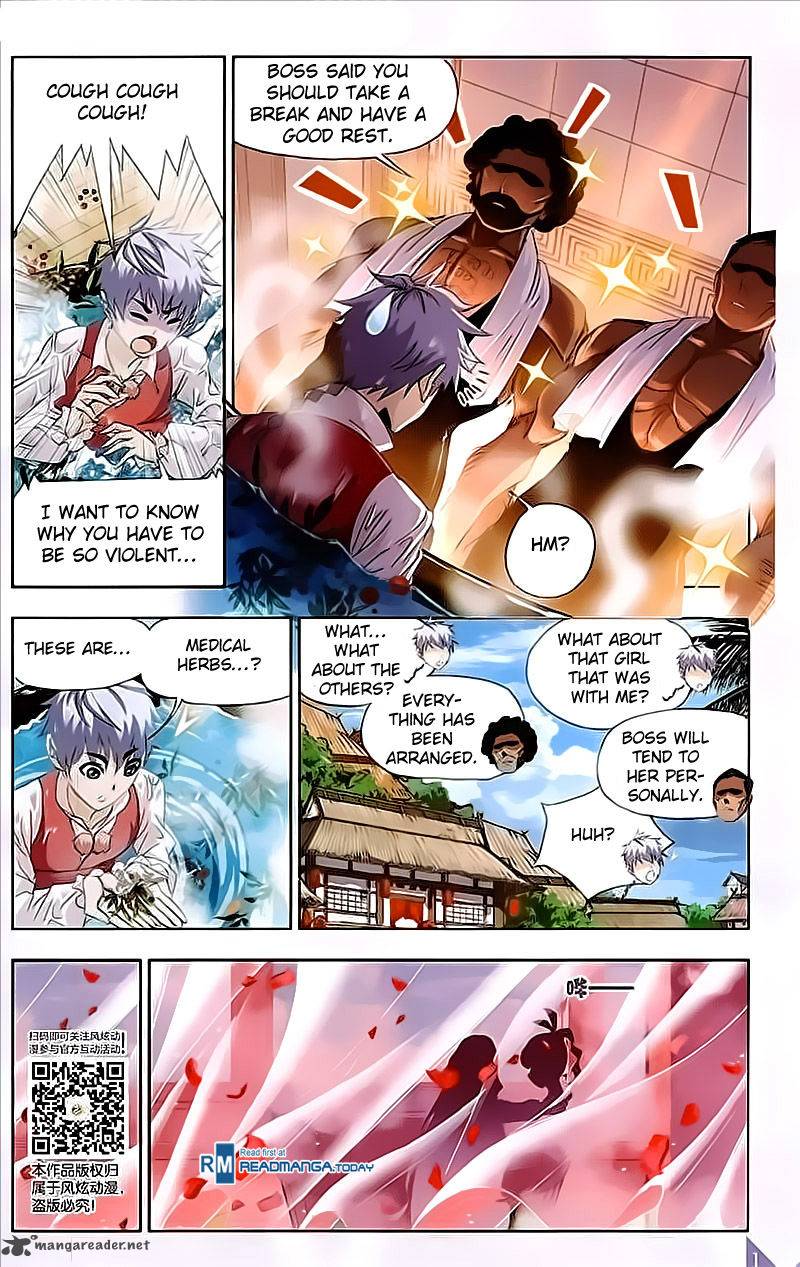 COUGH COUGH
COUGH!
BOSS SAID YOU
SHOULD TAKE A
BREAK AND HAVE A
GOOD REST.
I WANT TO KNOW
WHY YOU HAVE TO
BE SO VIOLENT...
HM?
THESE ARE...
MEDICAL
HERBS...?
WHAT...
WHAT
ABOUT THE
OTHERS?
EVERY-
THING HAS
BEEN
ARRANGED.
WHAT ABOUT
THAT GIRL
THAT WAS
WITH ME?
BOSS WILL
TEND TO
HER PER-
SONALLY.
HUH?
哗——
扫码即可关注风炫动
漫参与官方互动活动。
本作品版权归
属于风炫动漫,
盗版必究!
RM
Read first at
READMANGA.TODAY
mangareader.net
1